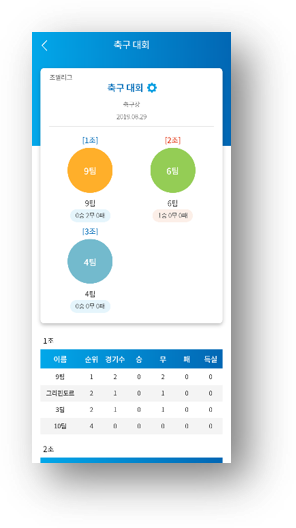 축구 대회
조별리그
축구 대회
축구장
2019.09.29
[1조] [2조]
9팀 6팀
9팀 6팀
0승 2무 0패 1승 0무 0패
[3조]
4팀
4팀
0승 0무 0패
1조
이름 순위 경기수 승 무 패 득실
9팀 1 2 0 2 0 0
그리핀도르 2 1 0 1 0 0
3팀 2 1 0 1 0 0
10팀 4 0 0 0 0 0
2조